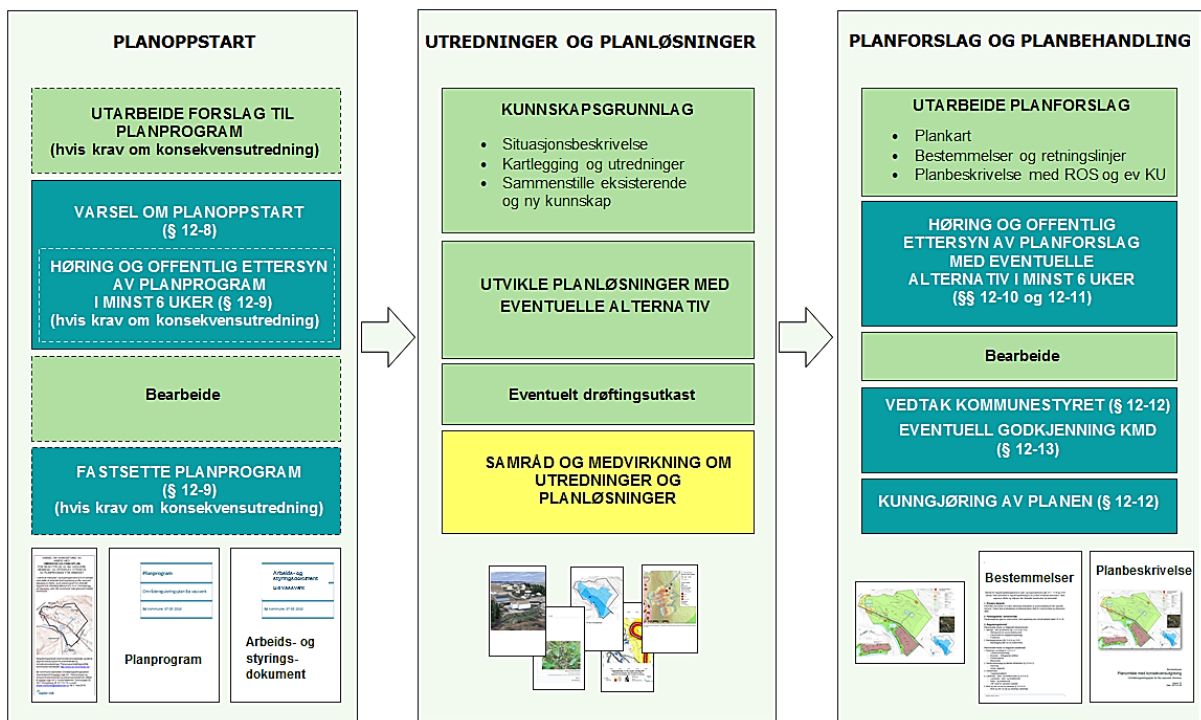 PLANOPPSTART
UTARBEIDE FORSLAG TIL
PLANPROGRAM
(hvis krav om konsekvensutredning)
VARSEL OM PLANOPPSTART
(§ 12-8)
HØRING OG OFFENTLIG ETTERSYN
AV PLANPROGRAM
I MINST 6 UKER (§ 12-9)
(hvis krav om konsekvensutredning)
Bearbeide
FASTSETTE PLANPROGRAM
(§ 12-9)
(hvis krav om konsekvensutredning)
Planprogram
Planprogram
Arbeids- og
styringsdokument
Arbeids- og
styrings-
dokument
UTREDNINGER OG PLANLØSNINGER
KUNNSKAPSGRUNNLAG
• Situasjonsbeskrivelse
• Kartlegging og utredninger
• Sammenstille eksisterende
og ny kunnskap
UTVIKLE PLANLØSNINGER MED
EVENTUELLE ALTERNATIV
Eventuelt drøftingsutkast
SAMRÅD OG MEDVIRKNING OM
UTREDNINGER OG
PLANLØSNINGER
PLANFORSLAG OG PLANBEHANDLING
UTARBEIDE PLANFORSLAG
• Plankart
• Bestemmelser og retningslinjer
• Planbeskrivelse med ROS og ev KU
HØRING OG OFFENTLIG
ETTERSYN AV PLANFORSLAG
MED EVENTUELLE
ALTERNATIV I MINST 6 UKER
(§§ 12-10 og 12-11)
Bearbeide
VEDTAK KOMMUNESTYRET (§ 12-12)
EVENTUELL GODKJENNING KMD
(§ 12-13)
KUNNGJØRING AV PLANEN (§ 12-12)
Bestemmelser
Planbeskrivelse